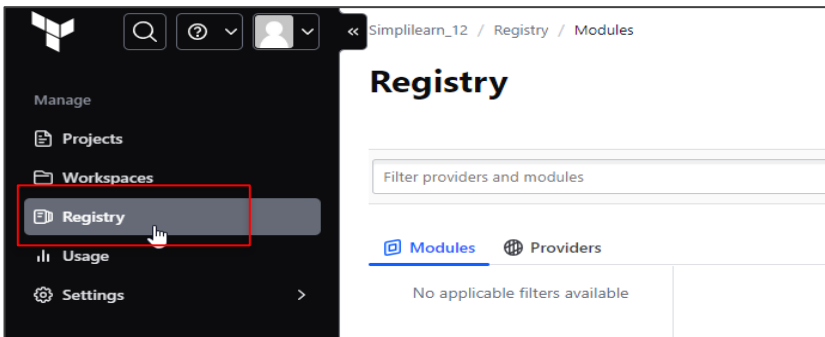 Simplilearn_12 / Registry / Modules
Registry
Manage
Projects
Workspaces
Registry
Usage
Settings
Filter providers and modules
Modules
Providers
No applicable filters available